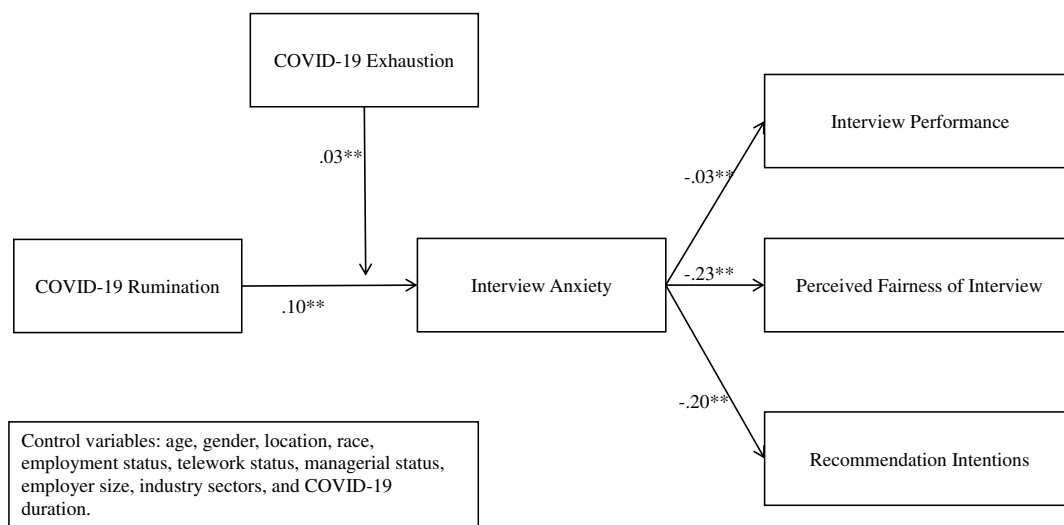 COVID-19 Exhaustion
Interview Performance
.03**
-.03**
COVID-19 Rumination
.10**
Interview Anxiety
-.23**
Perceived Fairness of Interview
-.20**
Recommendation Intentions
Control variables: age, gender, location, race,
employment status, telework status, managerial status,
employer size, industry sectors, and COVID-19
duration.